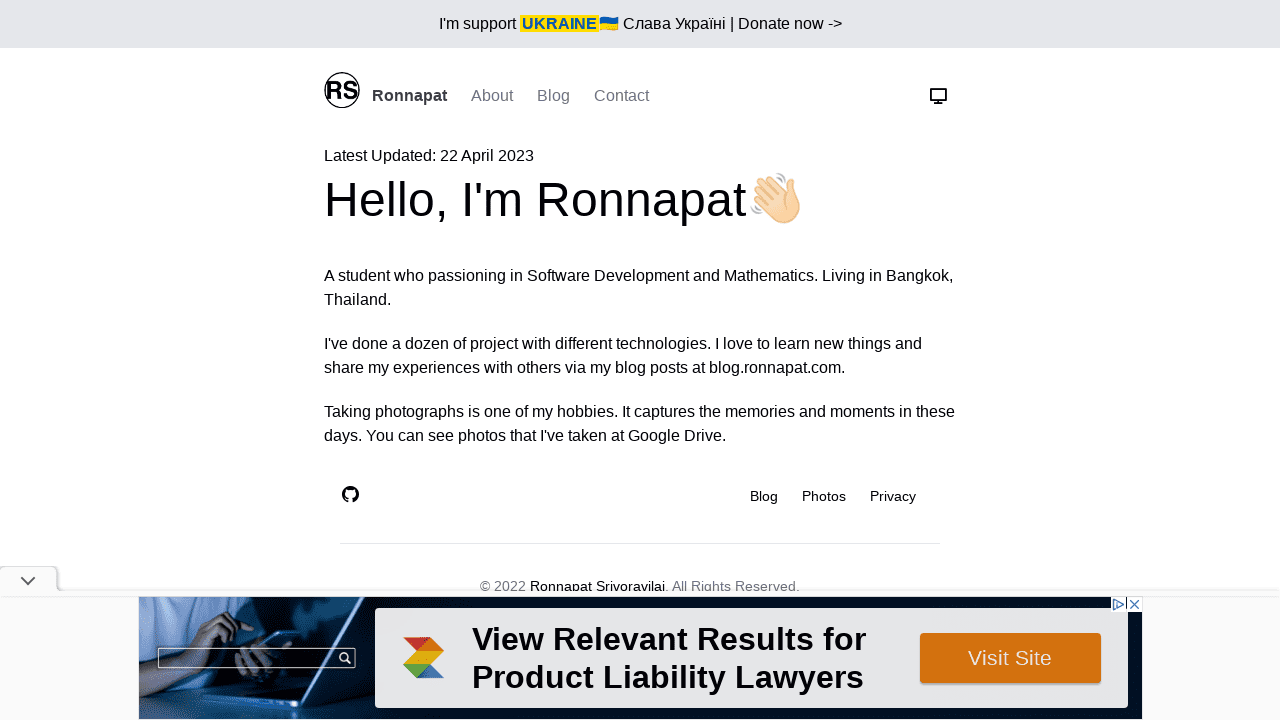 I'm support UKRAINE🇺🇦 Слава Україні | Donate now ->
RS Ronnapat About Blog Contact
Latest Updated: 22 April 2023
Hello, I'm Ronnapat👋🏻
A student who passioning in Software Development and Mathematics. Living in Bangkok,
Thailand.
I've done a dozen of project with different technologies. I love to learn new things and
share my experiences with others via my blog posts at blog.ronnapat.com.
Taking photographs is one of my hobbies. It captures the memories and moments in these
days. You can see photos that I've taken at Google Drive.
Blog Photos Privacy
© 2022 Ronnapat Srivoravilai. All Rights Reserved.
View Relevant Results for
Product Liability Lawyers
Visit Site